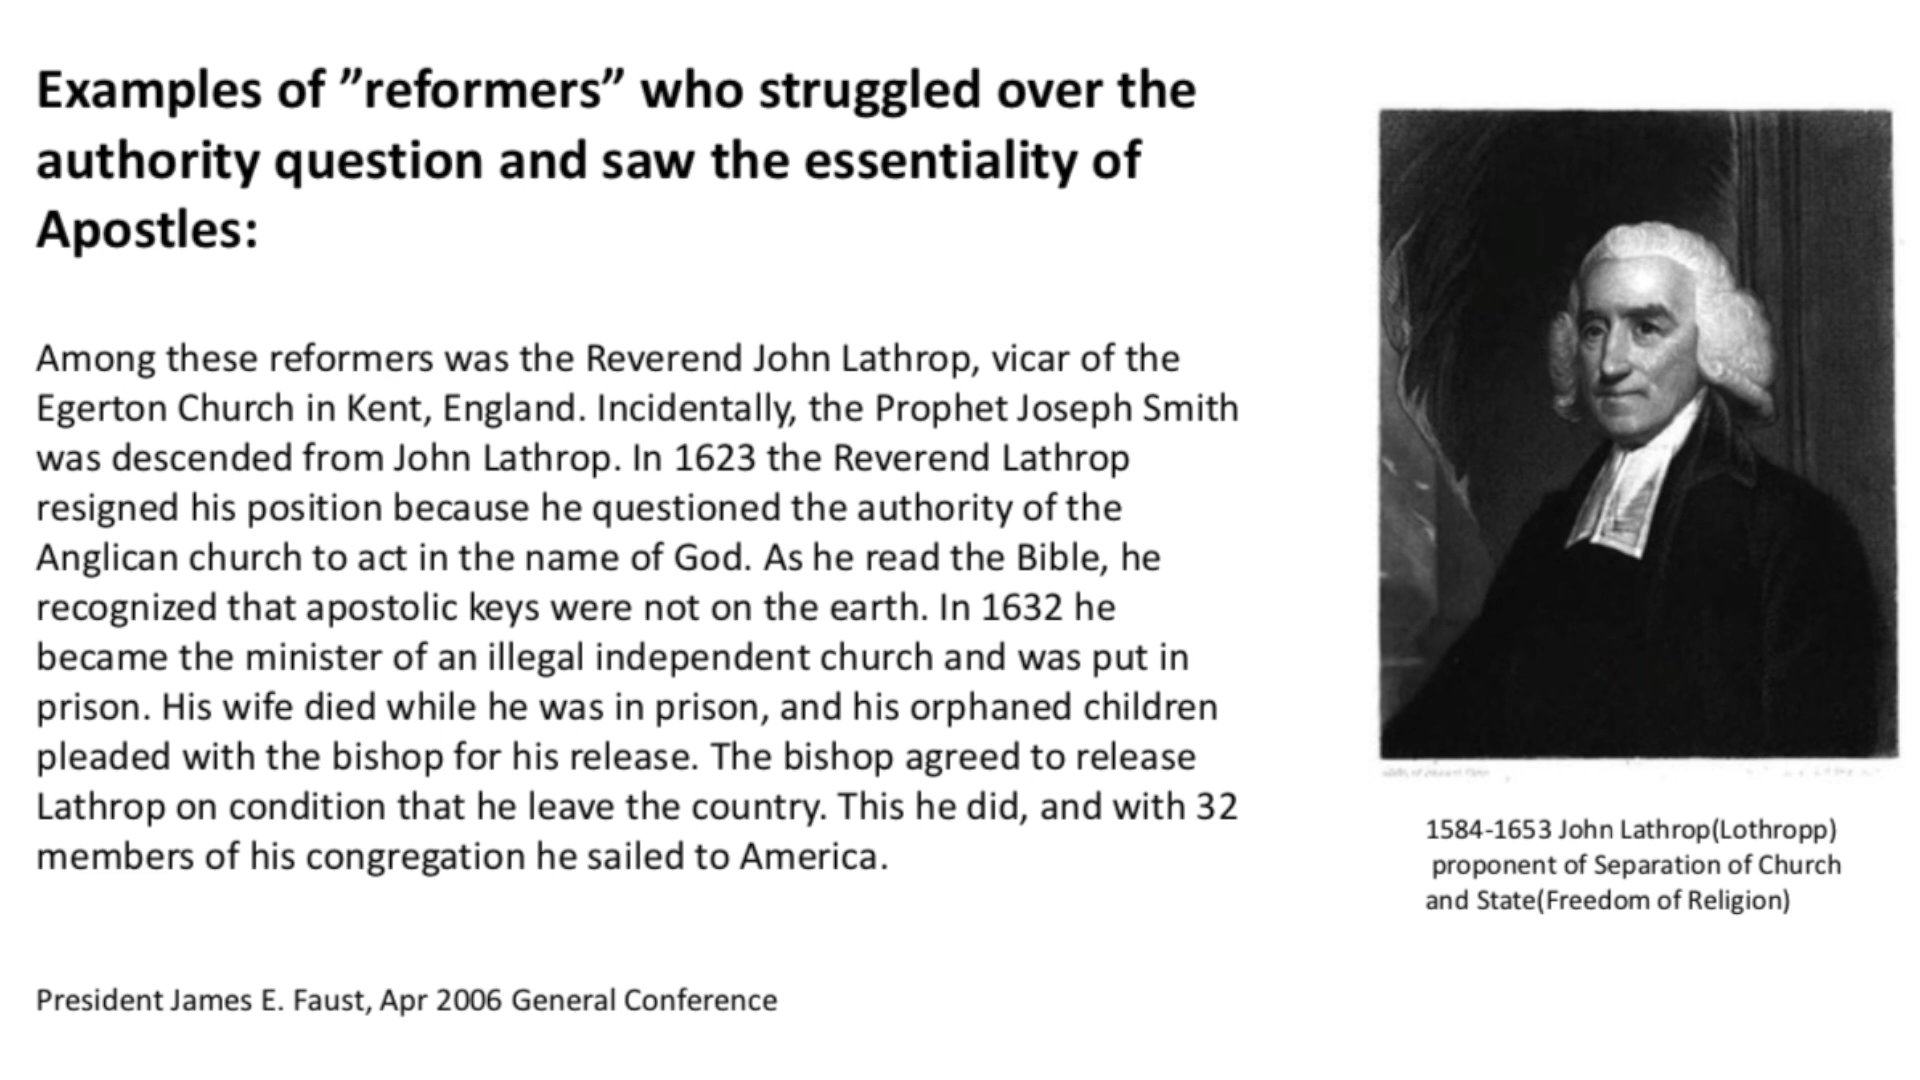 Examples of ”reformers” who struggled over the
authority question and saw the essentiality of
Apostles:
Among these reformers was the Reverend John Lathrop, vicar of the
Egerton Church in Kent, England. Incidentally, the Prophet Joseph Smith
was descended from John Lathrop. In 1623 the Reverend Lathrop
resigned his position because he questioned the authority of the
Anglican church to act in the name of God. As he read the Bible, he
recognized that apostolic keys were not on the earth. In 1632 he
became the minister of an illegal independent church and was put in
prison. His wife died while he was in prison, and his orphaned children
pleaded with the bishop for his release. The bishop agreed to release
Lathrop on condition that he leave the country. This he did, and with 32
members of his congregation he sailed to America.
President James E. Faust, Apr 2006 General Conference
1584-1653 John Lathrop(Lothropp)
proponent of Separation of Church
and State(Freedom of Religion)